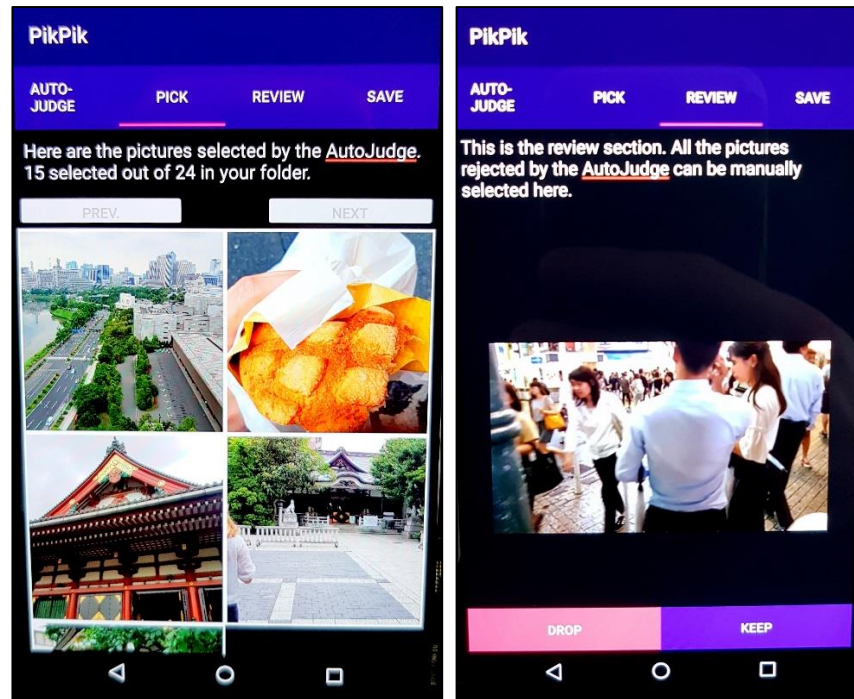 PikPik
AUTO-
JUDGE
PICK
REVIEW
SAVE
Here are the pictures selected by the AutoJudge.
15 selected out of 24 in your folder.
PREV.
NEXT
PikPik
AUTO-
JUDGE
PICK
REVIEW
SAVE
This is the review section. All the pictures
rejected by the AutoJudge can be manually
selected here.
DROP
KEEP